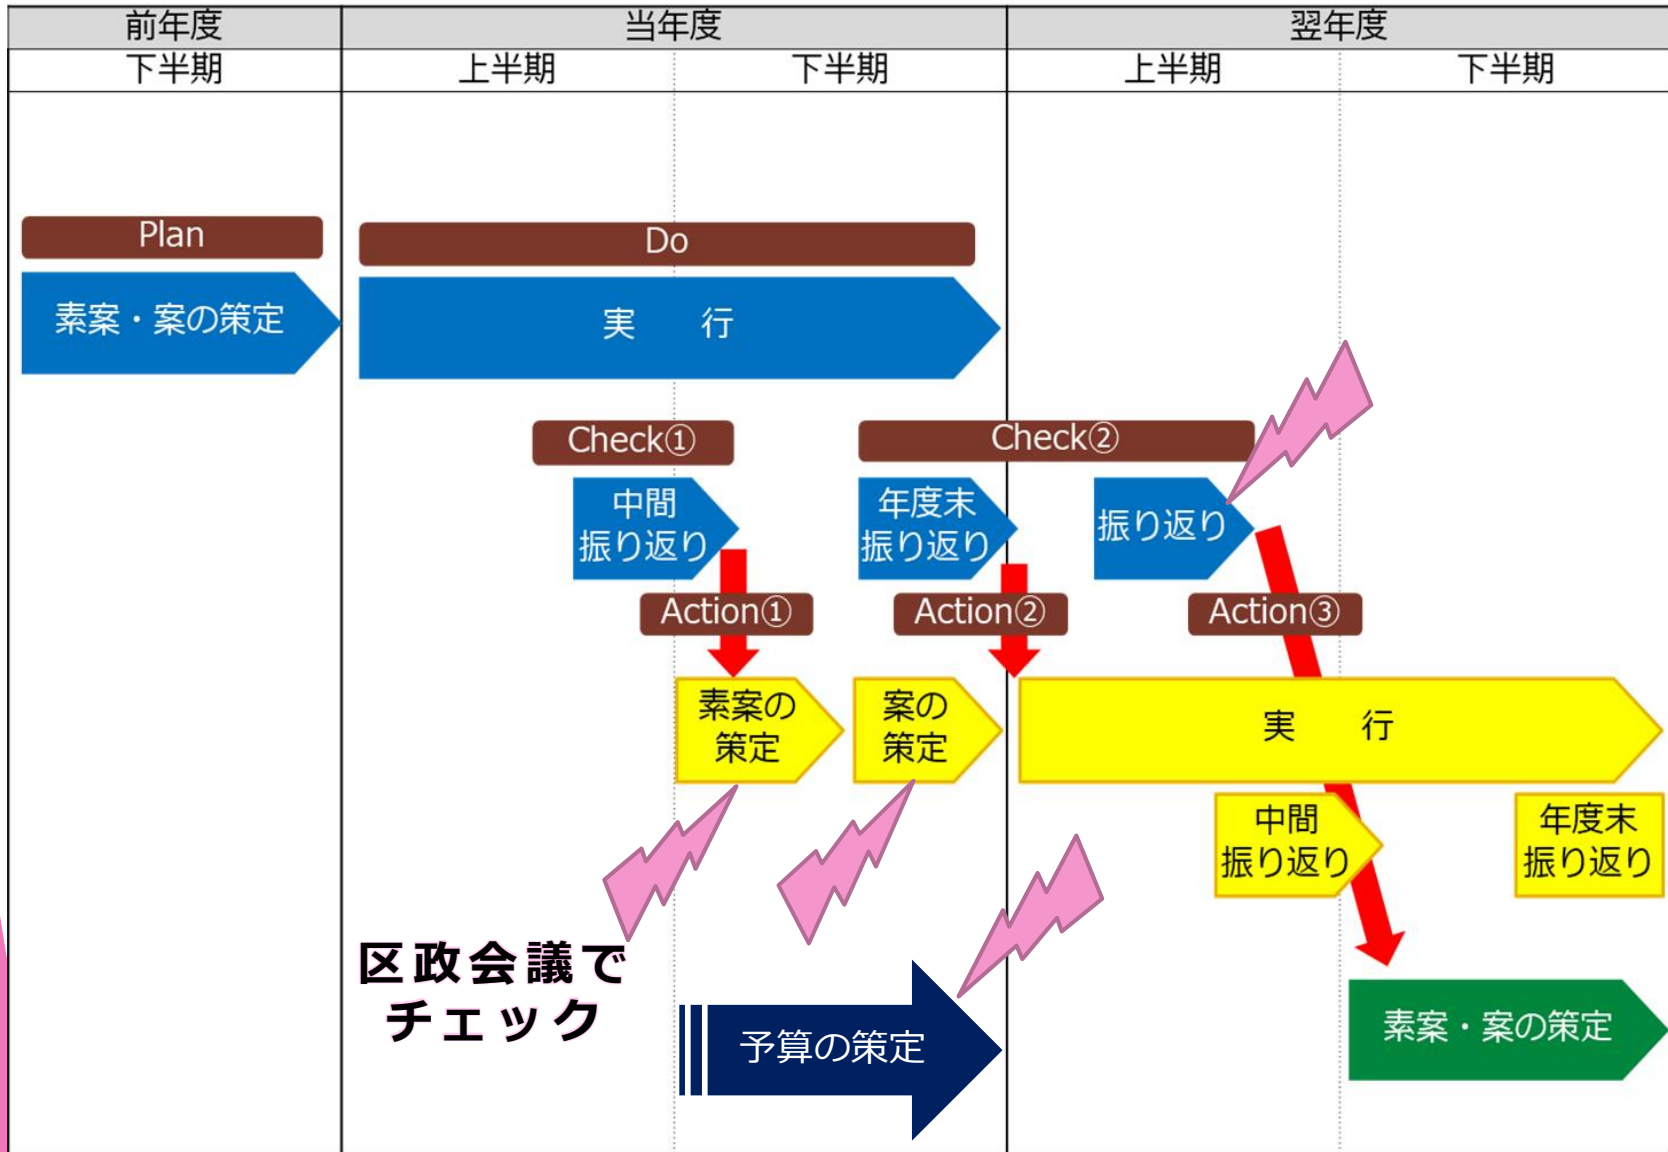 前年度
当年度
翌年度
下半期
上半期
下半期
上半期
下半期
Plan
Do
素案・案の策定
実　行
Check①
Check②
中間
振り返り
年度末
振り返り
振り返り
Action①
Action②
Action③
素案の
策定
案の
策定
実　行
中間
振り返り
年度末
振り返り
区政会議で
チェック
予算の策定
素案・案の策定